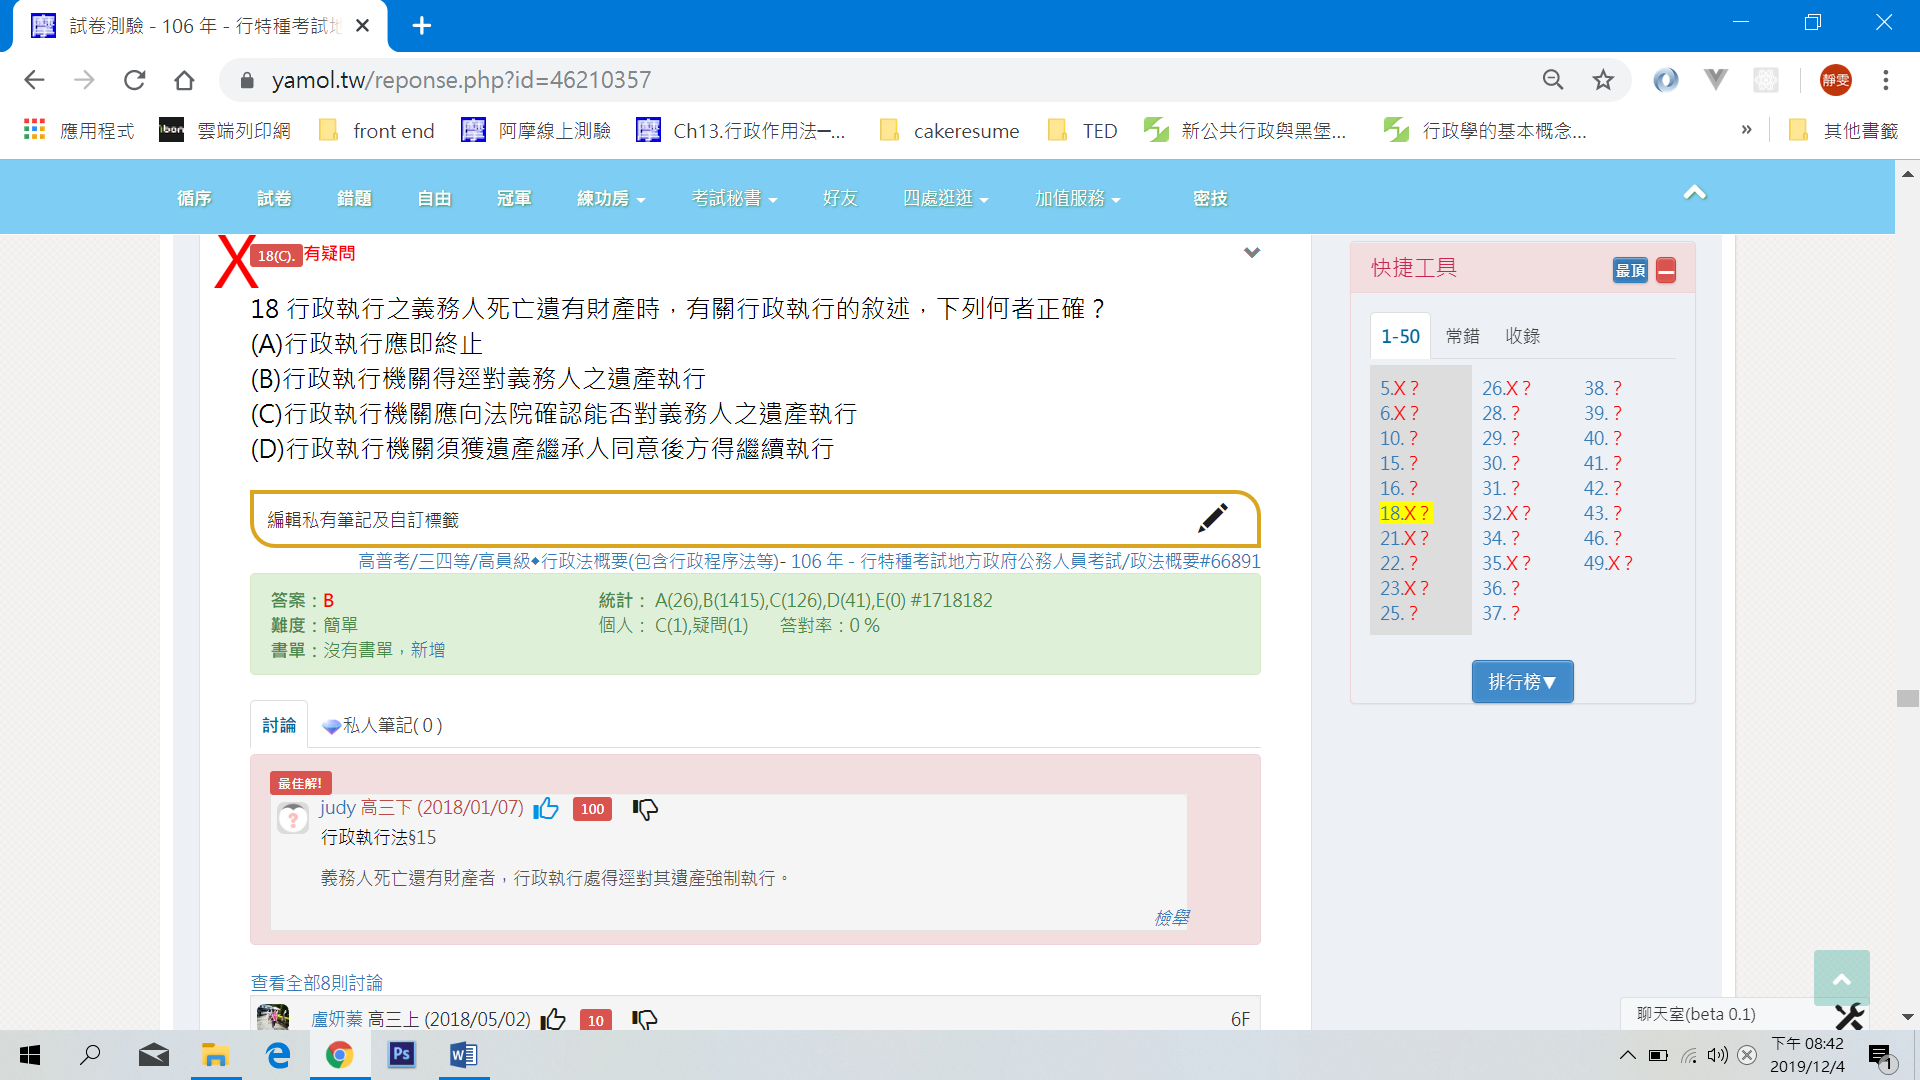 試卷測驗 - 106 年 - 行特種考試地
yamol.tw/reponse.php?id=46210357
靜雯
應用程式
ibon
雲端列印網
front end
阿摩線上測驗
Ch13.行政作用法─...
cakeresume
TED
新公共行政與黑堡...
行政學的基本概念...
»
其他書籤
循序 試卷 錯題 自由 冠軍 練功房 考試秘書 好友 四處逛逛 加值服務 密技
X 18(C). 有疑問
18 行政執行之義務人死亡遺有財產時，有關行政執行的敘述，下列何者正確？
(A)行政執行應即終止
(B)行政執行機關得逕對義務人之遺產執行
(C)行政執行機關應向法院確認能否對義務人之遺產執行
(D)行政執行機關須獲遺產繼承人同意後方得繼續執行
編輯私有筆記及自訂標籤
高普考/三四等/高員級◆行政法概要(包含行政程序法等)- 106 年 - 行特種考試地方政府公務人員考試/政法概要#66891
答案：B
統計： A(26),B(1415),C(126),D(41),E(0) #1718182
難度：簡單
個人： C(1),疑問(1) 答對率：0 %
書單：沒有書單，新增
討論
私人筆記( 0 )
最佳解!
judy 高三下 (2018/01/07) 100
行政執行法§15
義務人死亡還有財產者，行政執行處得逕對其遺產強制執行。
檢舉
查看全部8則討論
盧妍蓁 高三上 (2018/05/02) 10 6F
快捷工具
最頂
1-50 常錯 收錄
5.X ? 26.X ? 38. ?
6.X ? 28. ? 39. ?
10. ? 29. ? 40. ?
15. ? 30. ? 41. ?
16. ? 31. ? 42. ?
18.X ? 32.X ? 43. ?
21.X ? 34. ? 46. ?
22. ? 35.X ? 49.X ?
23.X ? 36. ?
25. ? 37. ?
排行榜▼
聊天室(beta 0.1)
Ps
下午 08:42
2019/12/4
1